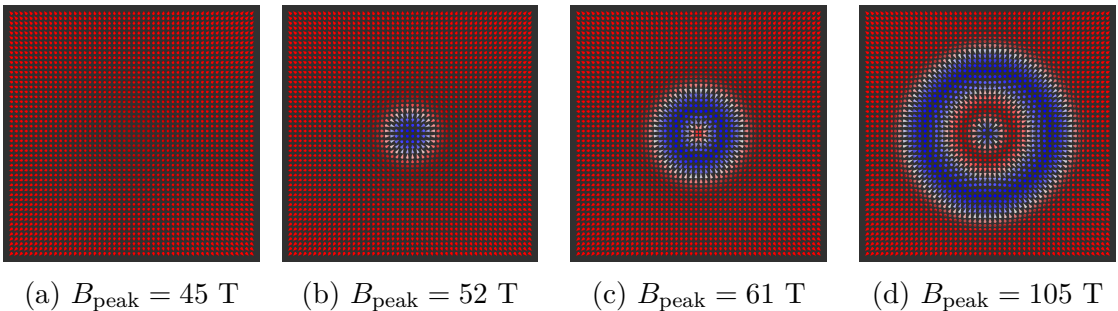 (a) B_peak = 45 T
(b) B_peak = 52 T
(c) B_peak = 61 T
(d) B_peak = 105 T